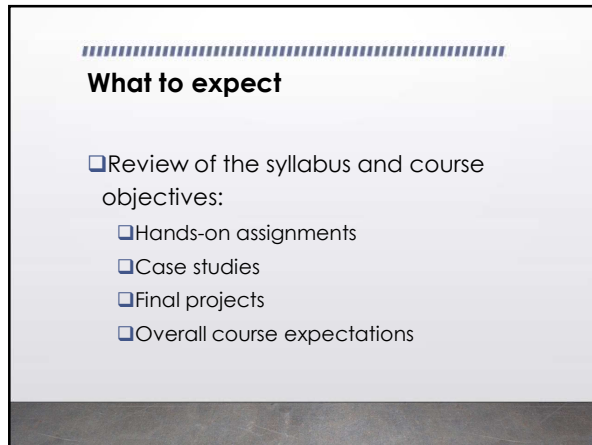 What to expect
❑Review of the syllabus and course
objectives:
❑Hands-on assignments
❑Case studies
❑Final projects
❑Overall course expectations